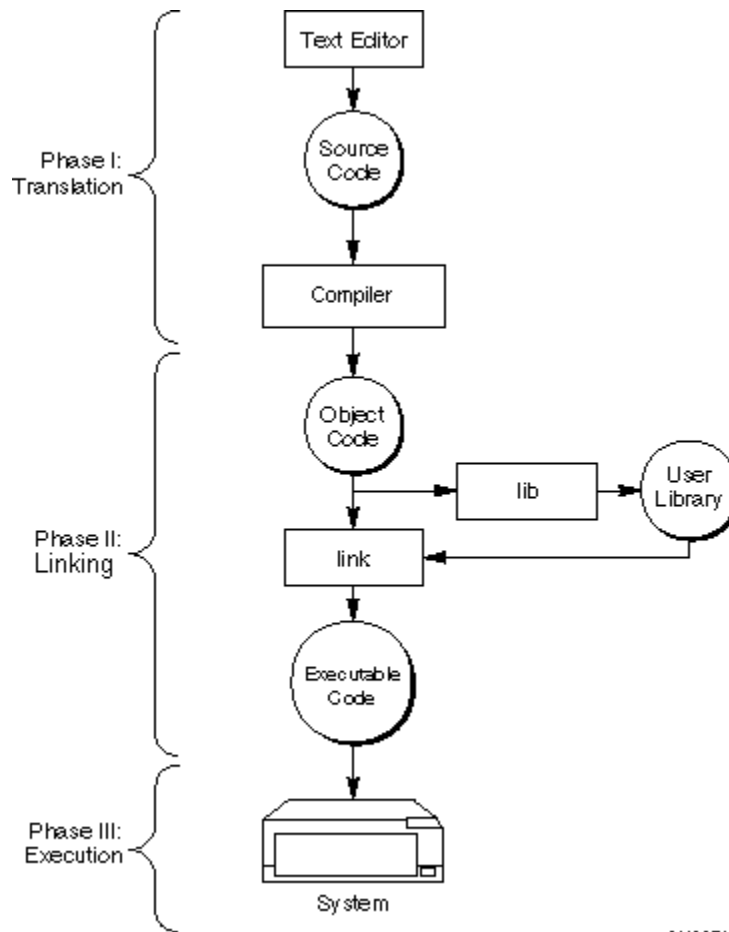 Text Editor
Source
Code
Phase I:
Translation
Compiler
Object
Code
lib
User
Library
Phase II:
Linking
link
Executable
Code
Phase III:
Execution
System